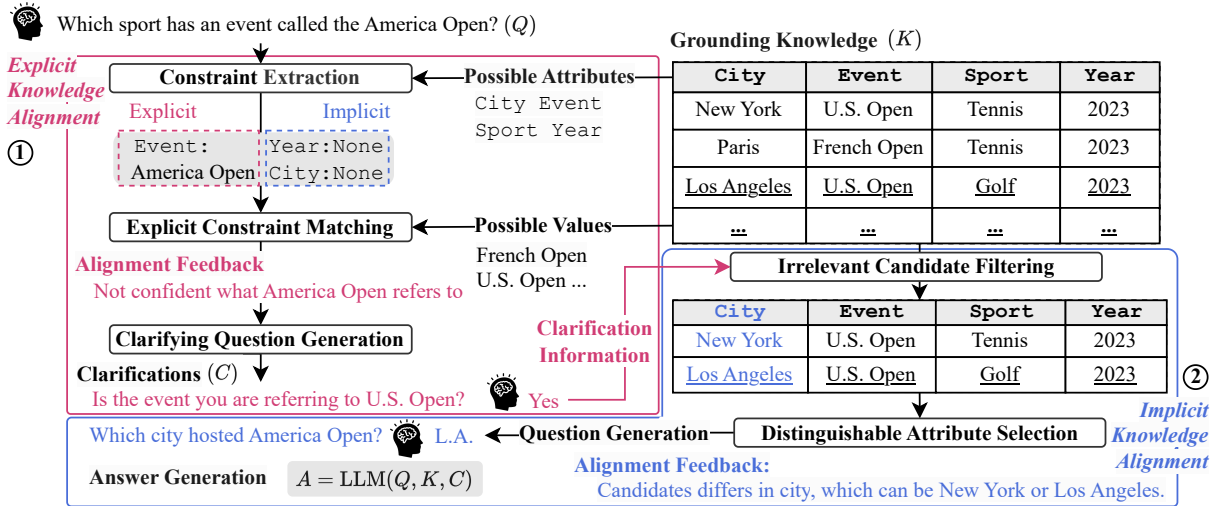 Which sport has an event called the America Open? (Q)
Explicit
Knowledge
Alignment
①
Constraint Extraction
Explicit
Implicit
Event:
America Open
Year:None
City:None
Explicit Constraint Matching
Alignment Feedback
Not confident what America Open refers to
Clarifying Question Generation
Clarifications (C)
Is the event you are referring to U.S. Open?
Yes
Possible Attributes
City Event
Sport Year
Possible Values
French Open
U.S. Open ...
Clarification
Information
Grounding Knowledge (K)
City Event Sport Year
New York U.S. Open Tennis 2023
Paris French Open Tennis 2023
Los Angeles U.S. Open Golf 2023
... ... ... ...
Irrelevant Candidate Filtering
City Event Sport Year
New York U.S. Open Tennis 2023
Los Angeles U.S. Open Golf 2023
②
Implicit
Knowledge
Alignment
Distinguishable Attribute Selection
Question Generation
Which city hosted America Open?
L.A.
Alignment Feedback:
Candidates differs in city, which can be New York or Los Angeles.
Answer Generation
A = LLM(Q, K, C)